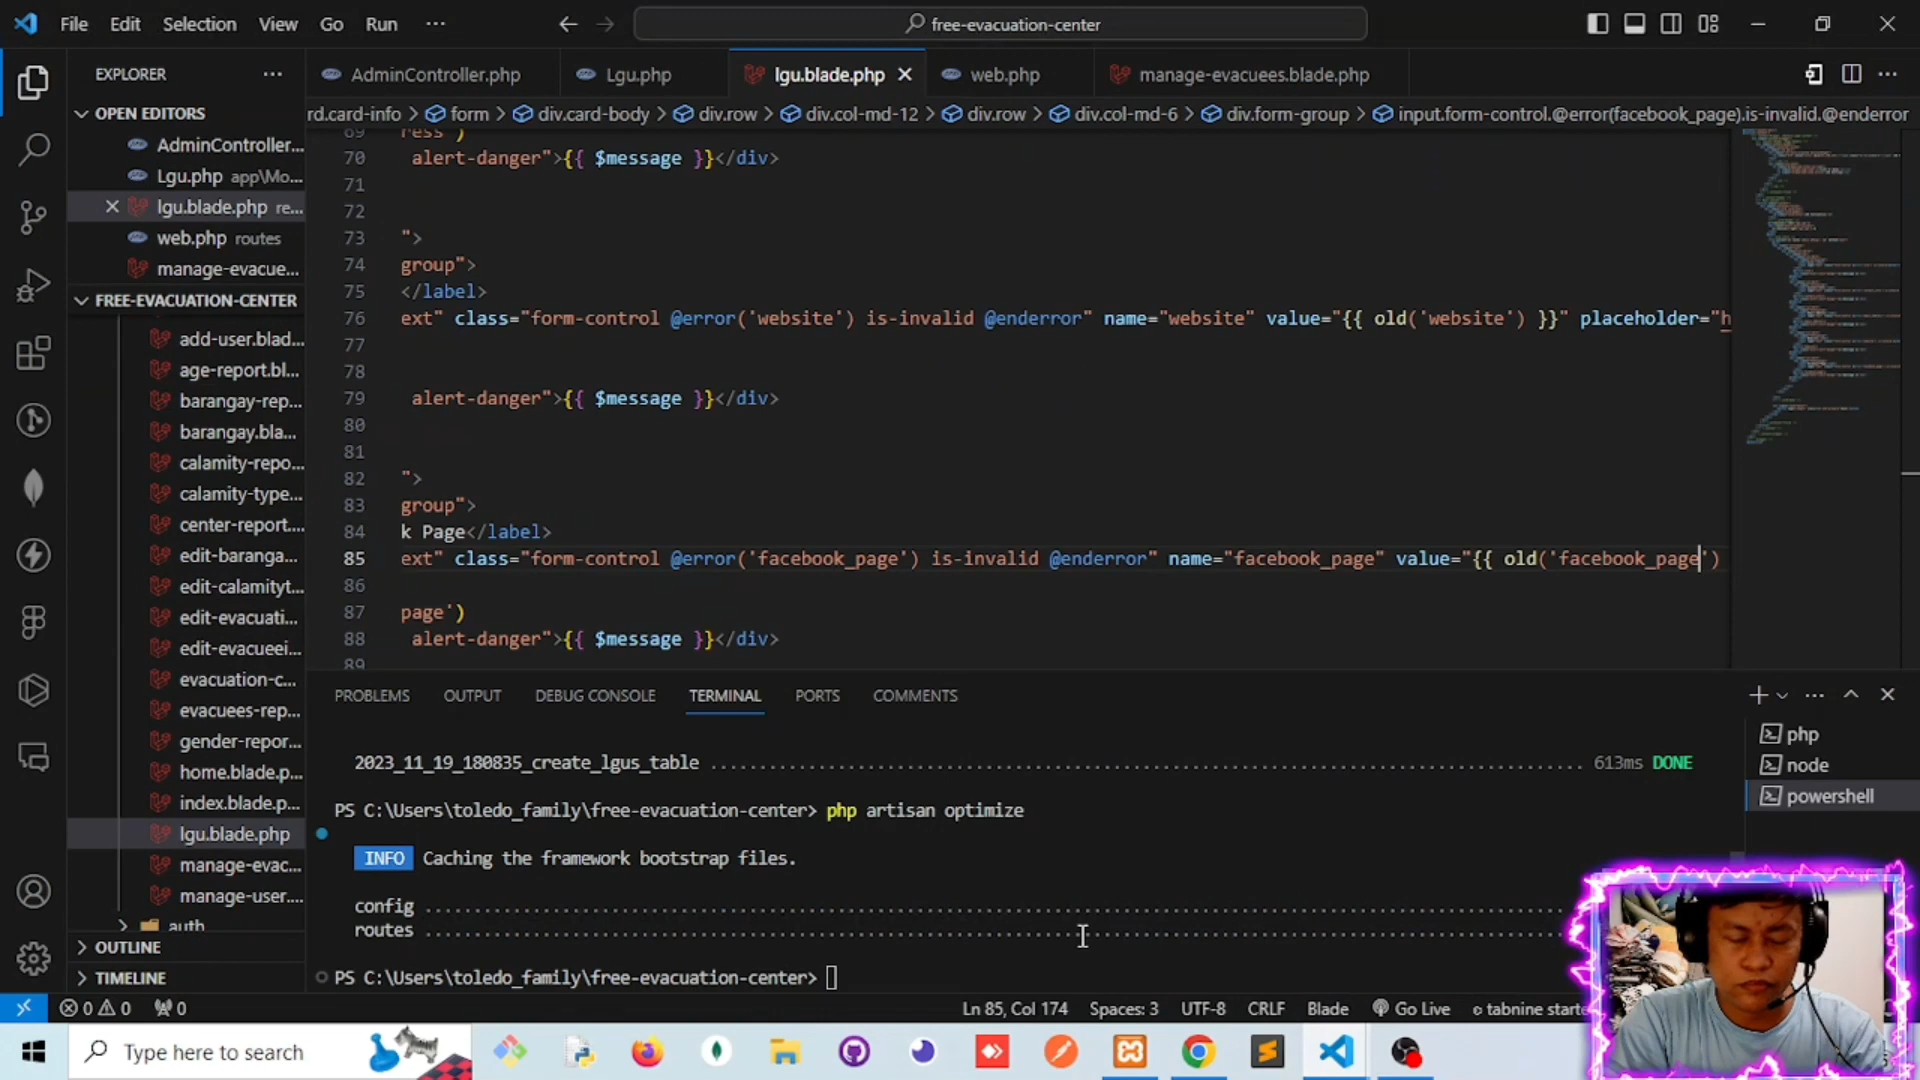 File Edit Selection View Go Run ··· free-evacuation-center
EXPLORER ···
AdminController.php Lgu.php lgu.blade.php web.php manage-evacuees.blade.php
rd.card-info > form > div.card-body > div.row > div.col-md-12 > div.row > div.col-md-6 > div.form-group > input.form-control.@error(facebook_page).is-invalid.@enderror
OPEN EDITORS
AdminController...
Lgu.php app\Mo...
lgu.blade.php re...
web.php routes
manage-evacue...
FREE-EVACUATION-CENTER
add-user.blad...
age-report.bl...
barangay-rep...
barangay.bla...
calamity-repo...
calamity-type...
center-report....
edit-baranga...
edit-calamityt...
edit-evacuati...
edit-evacueei...
evacuation-c...
evacuees-rep...
gender-repor...
home.blade.p...
index.blade.p...
lgu.blade.php
manage-evac...
manage-user....
auth
OUTLINE
TIMELINE
69 ress')
70 alert-danger">{{ $message }}</div>
71
72
73 ">
74 group">
75 </label>
76 ext" class="form-control @error('website') is-invalid @enderror" name="website" value="{{ old('website') }}" placeholder="h
77
78
79 alert-danger">{{ $message }}</div>
80
81
82 ">
83 group">
84 k Page</label>
85 ext" class="form-control @error('facebook_page') is-invalid @enderror" name="facebook_page" value="{{ old('facebook_page')
86
87 page')
88 alert-danger">{{ $message }}</div>
89
PROBLEMS OUTPUT DEBUG CONSOLE TERMINAL PORTS COMMENTS
2023_11_19_180835_create_lgus_table ........ 613ms DONE
PS C:\Users\toledo_family\free-evacuation-center> php artisan optimize
INFO Caching the framework bootstrap files.
config ........
routes ........
PS C:\Users\toledo_family\free-evacuation-center>
php
node
powershell
0 0 0 Ln 85, Col 174 Spaces: 3 UTF-8 CRLF Blade Go Live tabnine starte
Type here to search